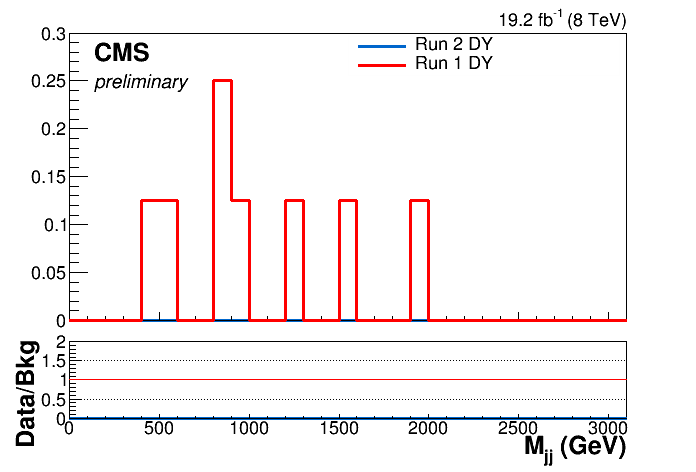 19.2 fb⁻¹ (8 TeV)
CMS
preliminary
Run 2 DY
Run 1 DY
0.3
0.25
0.2
0.15
0.1
0.05
0
Data/Bkg
2
1.5
1
0.5
0
0 500 1000 1500 2000 2500 3000
Mjj (GeV)